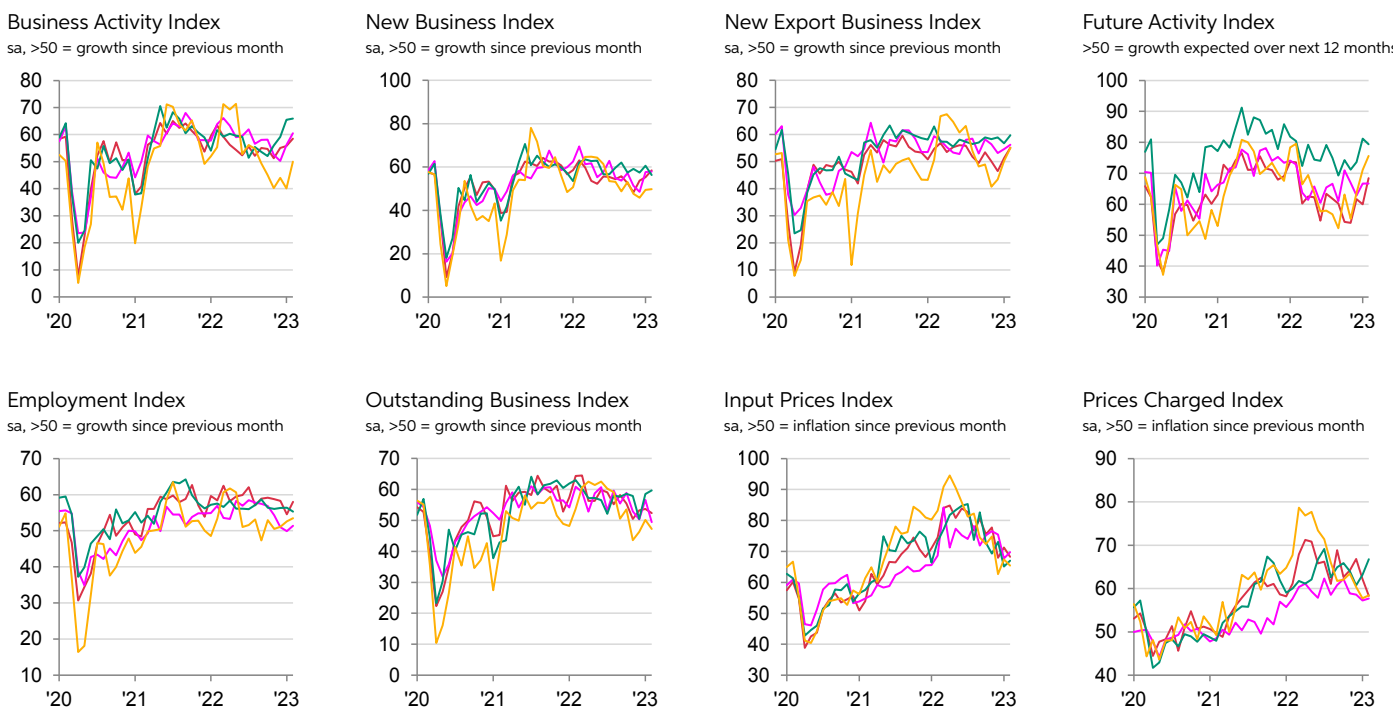 Business Activity Index
sa, >50 = growth since previous month
80
70
60
50
40
30
20
10
0
'20 '21 '22 '23
New Business Index
sa, >50 = growth since previous month
100
80
60
40
20
0
'20 '21 '22 '23
New Export Business Index
sa, >50 = growth since previous month
80
70
60
50
40
30
20
10
0
'20 '21 '22 '23
Future Activity Index
>50 = growth expected over next 12 months
100
90
80
70
60
50
40
30
'20 '21 '22 '23
Employment Index
sa, >50 = growth since previous month
70
60
50
40
30
20
10
'20 '21 '22 '23
Outstanding Business Index
sa, >50 = growth since previous month
70
60
50
40
30
20
10
0
'20 '21 '22 '23
Input Prices Index
sa, >50 = inflation since previous month
100
90
80
70
60
50
40
30
'20 '21 '22 '23
Prices Charged Index
sa, >50 = inflation since previous month
90
80
70
60
50
40
'20 '21 '22 '23